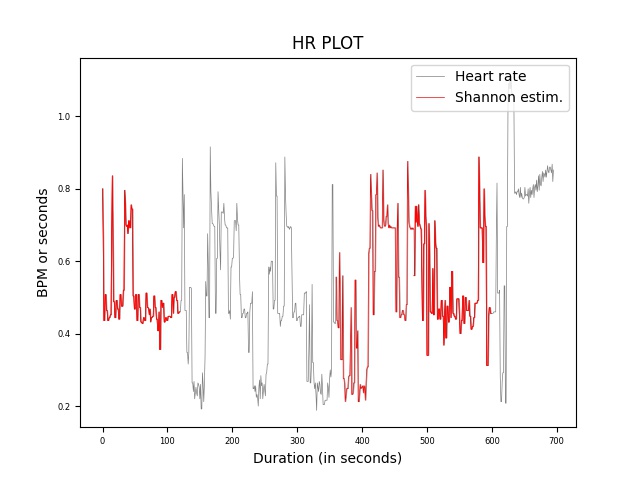 HR PLOT
Heart rate
Shannon estim.
BPM or seconds
1.0
0.8
0.6
0.4
0.2
0 100 200 300 400 500 600 700
Duration (in seconds)